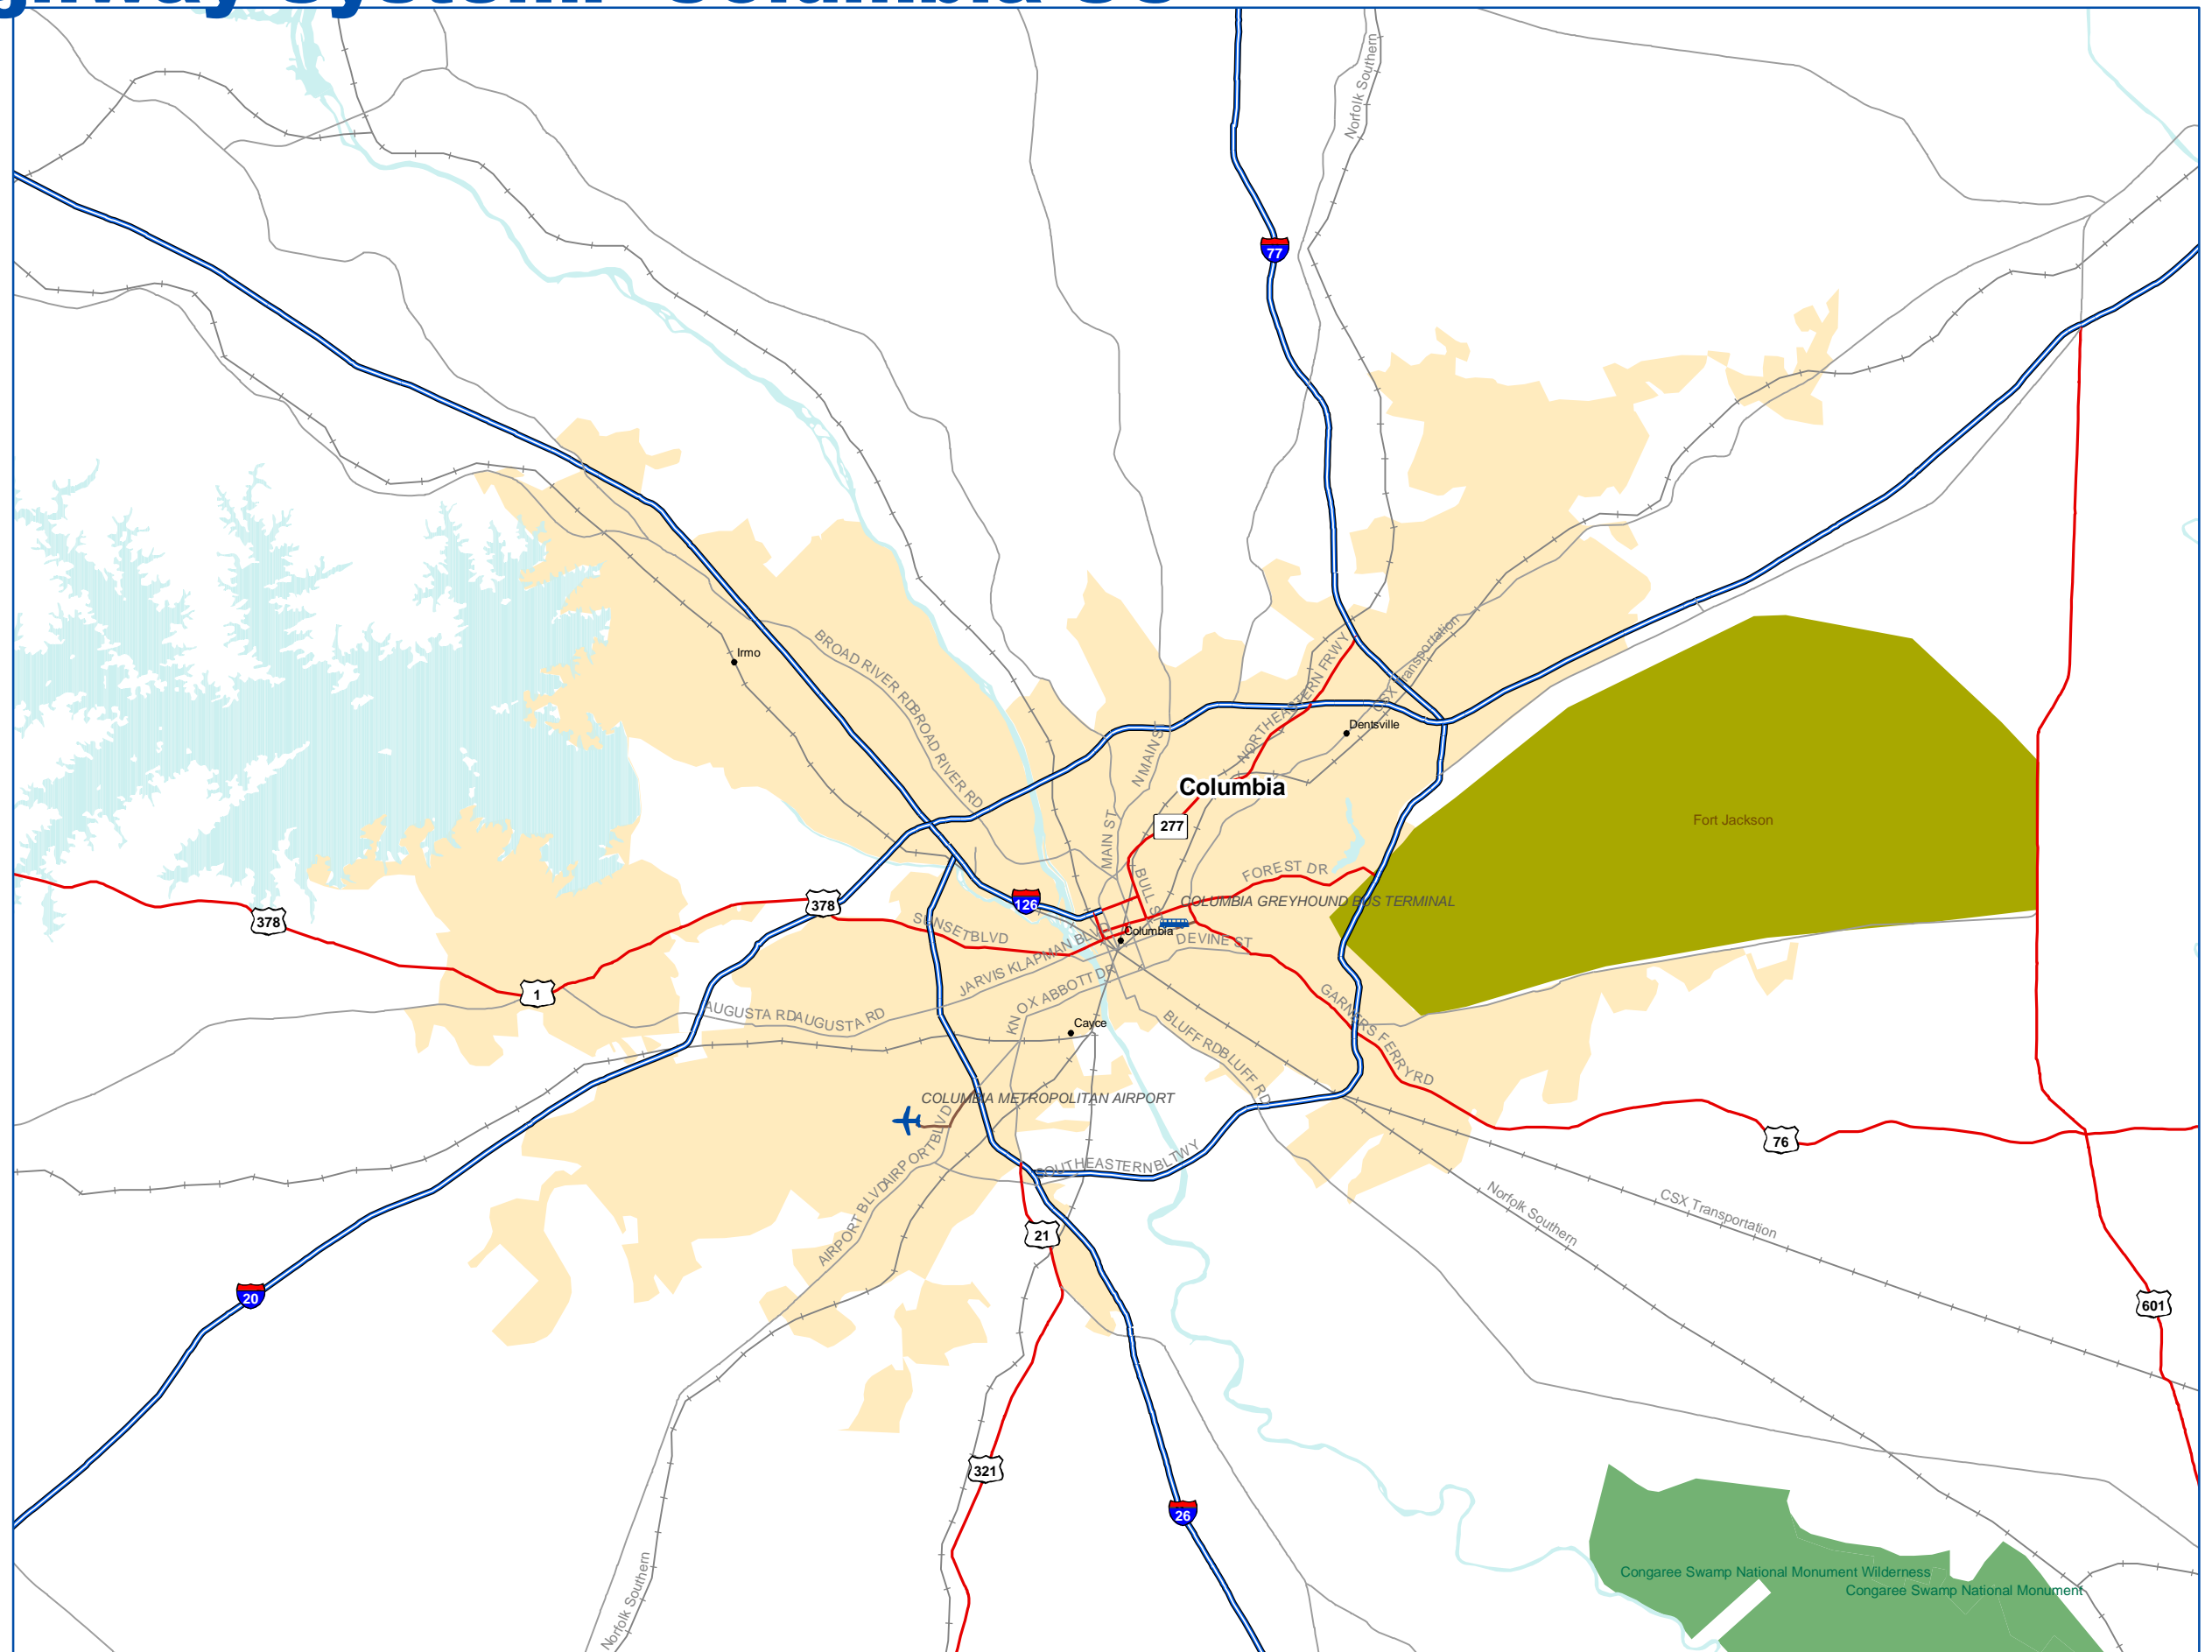 Norfolk Southern
77
Irmo
BROAD RIVER RD
BROAD RIVER RD
NORTHEASTERN FRWY
CSX Transportation
Dentsville
N MAIN ST
Columbia
277
MAIN ST
Fort Jackson
FOREST DR
BULL ST
COLUMBIA GREYHOUND BUS TERMINAL
378
378
126
SUNSET BLVD
Columbia
DEVINE ST
JARVIS KLAPMAN BLVD
KNOX ABBOTT DR
1
AUGUSTA RD
AUGUSTA RD
Cayce
BLUFF RD
BLUFF RD
GARNERS FERRY RD
COLUMBIA METROPOLITAN AIRPORT
76
AIRPORT BLVD
AIRPORT BLVD
SOUTHEASTERN BLTWY
Norfolk Southern
CSX Transportation
21
20
601
321
26
Norfolk Southern
Congaree Swamp National Monument Wilderness
Congaree Swamp National Monument